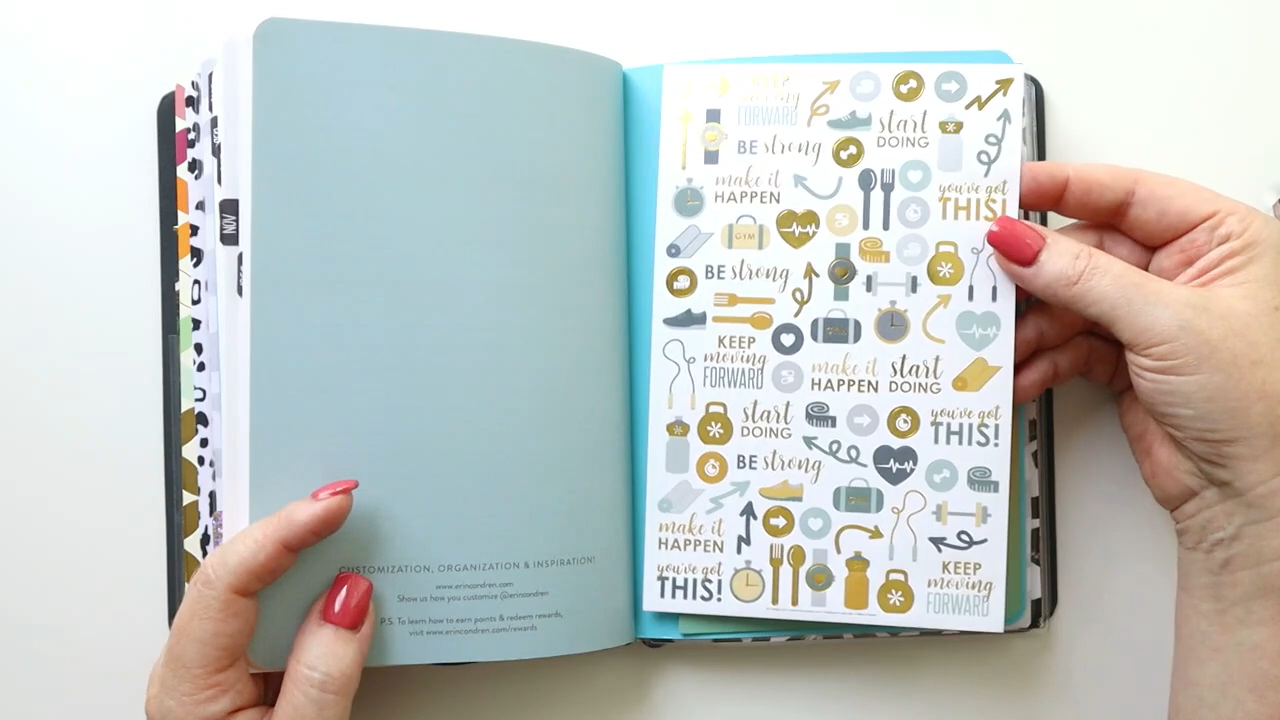 NOV
CUSTOMIZATION, ORGANIZATION & INSPIRATION!
www.erincondren.com
Show us how you customize @erincondren
P.S. To learn how to earn points & redeem rewards,
visit www.erincondren.com/rewards
KEEP
moving
FORWARD
start
DOING
BE strong
make it
HAPPEN
you've got
THIS!
GYM
BE strong
KEEP
moving
FORWARD
make it
HAPPEN
start
DOING
start
DOING
you've got
THIS!
BE strong
make it
HAPPEN
you've got
THIS!
KEEP
moving
FORWARD